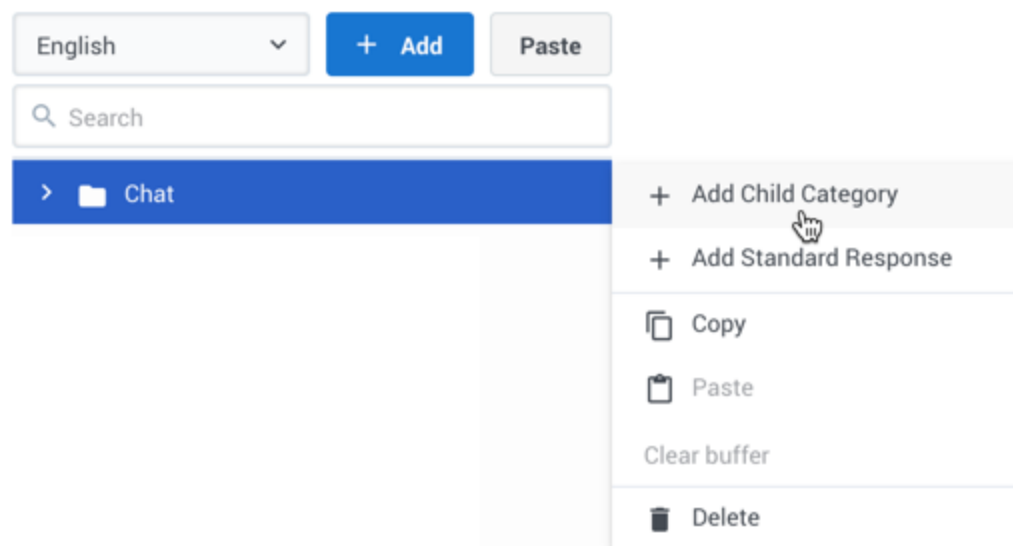 English
+ Add
Paste
Search
Chat
+ Add Child Category
+ Add Standard Response
Copy
Paste
Clear buffer
Delete